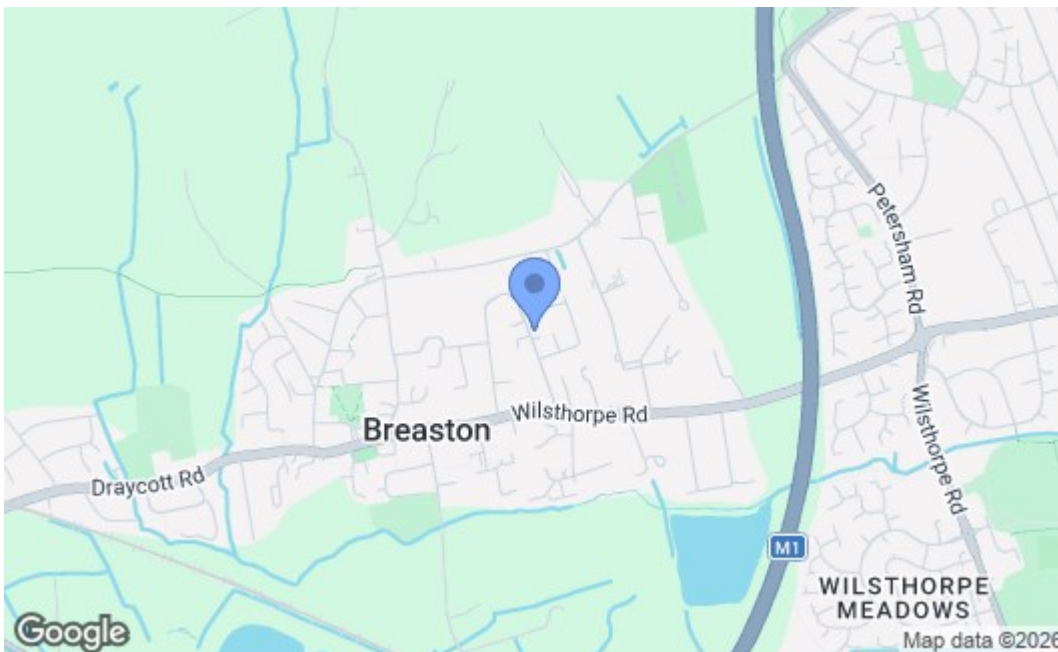 Petersham Rd
Wilsthorpe Rd
Wilsthorpe Rd
Breaston
Draycott Rd
M1
WILSTHORPE
MEADOWS
Google
Map data ©2026